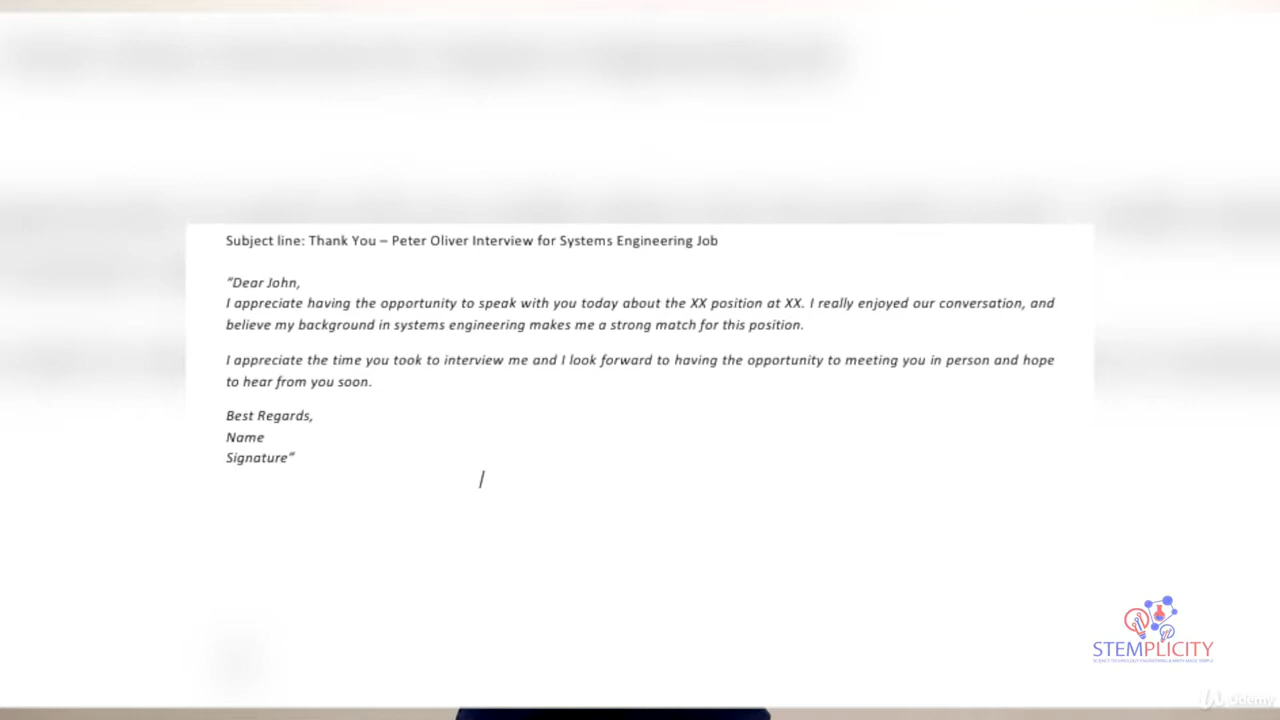 Subject line: Thank You – Peter Oliver Interview for Systems Engineering Job
“Dear John,
I appreciate having the opportunity to speak with you today about the XX position at XX. I really enjoyed our conversation, and
believe my background in systems engineering makes me a strong match for this position.
I appreciate the time you took to interview me and I look forward to having the opportunity to meeting you in person and hope
to hear from you soon.
Best Regards,
Name
Signature”
STEMPLICITY
Udemy